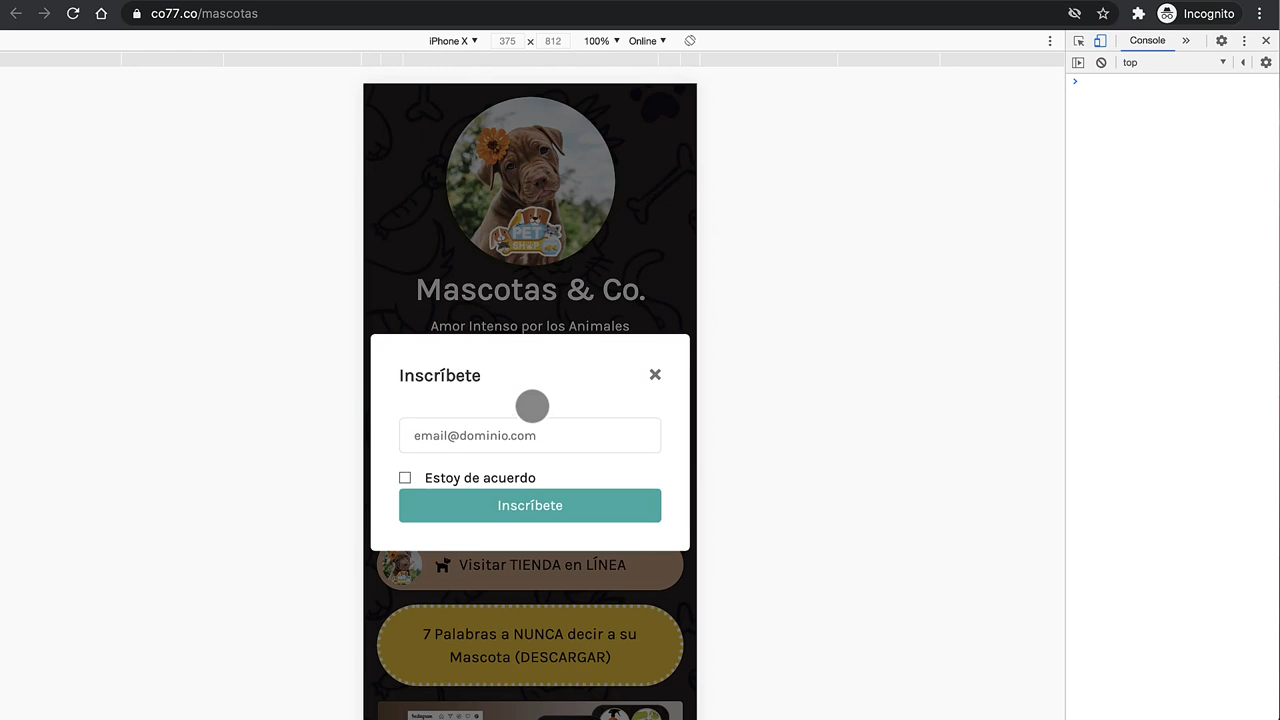 co77.co/mascotas
Incognito
iPhone X ▼ 375 x 812 100% ▼ Online ▼
Console »
top
PET
SHOP
Mascotas & Co.
Amor Intenso por los Animales
Inscríbete
email@dominio.com
Estoy de acuerdo
Inscríbete
Visitar TIENDA en LÍNEA
7 Palabras a NUNCA decir a su
Mascota (DESCARGAR)
Instagram